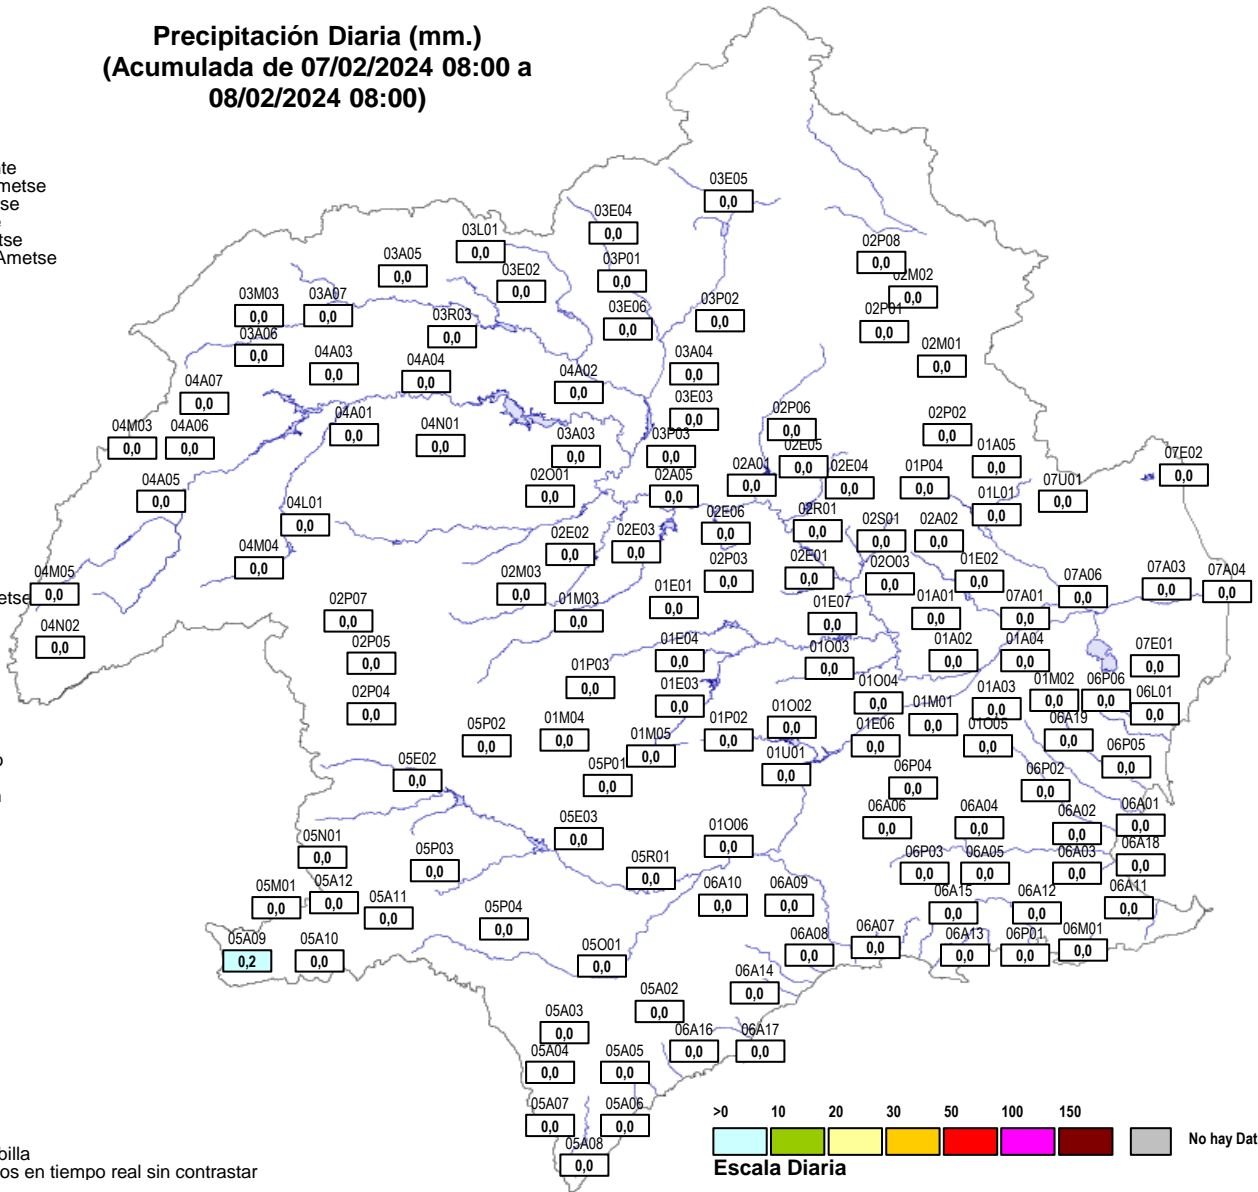 Precipitación Diaria (mm.)
(Acumulada de 07/02/2024 08:00 a
08/02/2024 08:00)
nte
metse
tse
e
tse
Ametse
03E05
0,0
03E04
0,0
03L01
0,0
02P08
0,0
03A05
0,0
03P01
0,0
03E02
0,0
02M02
0,0
03M03
0,0
03A07
0,0
03P02
0,0
03E06
0,0
02P01
0,0
03R03
0,0
03A06
0,0
02M01
0,0
04A03
0,0
03A04
0,0
04A04
0,0
04A02
0,0
04A07
0,0
03E03
0,0
04A01
0,0
02P06
0,0
02P02
0,0
04M03
0,0
04A06
0,0
04N01
0,0
03A03
0,0
03P03
0,0
02E05
0,0
01A05
0,0
07E02
0,0
02A01
0,0
02E04
0,0
01P04
0,0
02O01
0,0
02A05
0,0
04A05
0,0
07U01
0,0
01L01
0,0
04L01
0,0
02R01
0,0
02E06
0,0
02S01
0,0
02A02
0,0
02E02
0,0
02E03
0,0
04M04
0,0
02E01
0,0
02P03
0,0
02O03
0,0
01E02
0,0
07A03
0,0
07A04
0,0
04M05
0,0
etse
02M03
0,0
07A06
0,0
01E01
0,0
02P07
0,0
01M03
0,0
01E07
0,0
01A01
0,0
07A01
0,0
04N02
0,0
02P05
0,0
01E04
0,0
01O03
0,0
01A02
0,0
01A04
0,0
07E01
0,0
01P03
0,0
02P04
0,0
01E03
0,0
01O04
0,0
01A03
0,0
01M02
0,0
06P06
0,0
06L01
0,0
01M01
0,0
01O02
0,0
05P02
0,0
01M04
0,0
01P02
0,0
01E06
0,0
01O05
0,0
06A19
0,0
01M05
0,0
05E02
0,0
05P01
0,0
01U01
0,0
06P04
0,0
06P02
0,0
06P05
0,0
05E03
0,0
06A06
0,0
06A04
0,0
06A02
0,0
06A01
0,0
01O06
0,0
05N01
0,0
05P03
0,0
05R01
0,0
06P03
0,0
06A05
0,0
06A03
0,0
06A18
0,0
05M01
0,0
05A12
0,0
05A11
0,0
06A10
0,0
06A09
0,0
06A15
0,0
06A12
0,0
06A11
0,0
05P04
0,0
05A09
0,2
05A10
0,0
05O01
0,0
06A08
0,0
06A07
0,0
06A13
0,0
06P01
0,0
06M01
0,0
06A14
0,0
05A02
0,0
05A03
0,0
06A16
0,0
06A17
0,0
05A04
0,0
05A05
0,0
05A07
0,0
05A06
0,0
05A08
0,0
>0 10 20 30 50 100 150
No hay Dat
Escala Diaria
billa
os en tiempo real sin contrastar